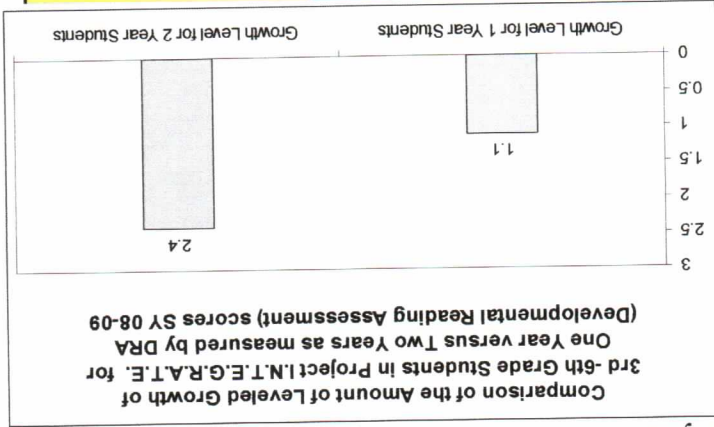 Comparison of the Amount of Leveled Growth of
3rd -6th Grade Students in Project I.N.T.E.G.R.A.T.E. for
One Year versus Two Years as measured by DRA
(Developmental Reading Assessment) scores SY 08-09
3
2.5
2
1.5
1
0.5
0
1.1
2.4
Growth Level for 1 Year Students
Growth Level for 2 Year Students